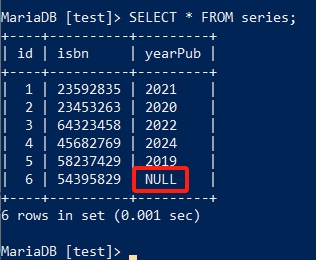 MariaDB [test]> SELECT * FROM series;
+----+----------+---------+
| id | isbn     | yearPub |
+----+----------+---------+
|  1 | 23592835 | 2021    |
|  2 | 23453263 | 2020    |
|  3 | 64323458 | 2022    |
|  4 | 45682769 | 2024    |
|  5 | 58237429 | 2019    |
|  6 | 54395829 | NULL    |
+----+----------+---------+
6 rows in set (0.001 sec)
MariaDB [test]>